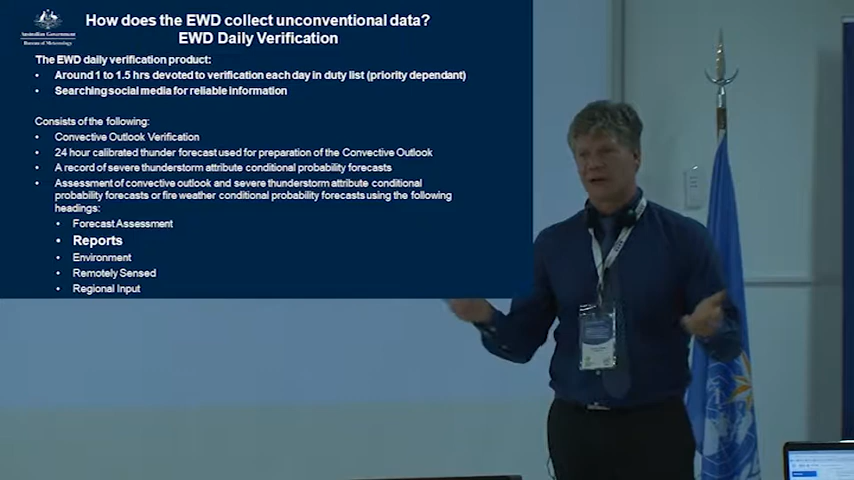 How does the EWD collect unconventional data?
EWD Daily Verification
Australian Government
Bureau of Meteorology
The EWD daily verification product:
• Around 1 to 1.5 hrs devoted to verification each day in duty list (priority dependant)
• Searching social media for reliable information
Consists of the following:
• Convective Outlook Verification
• 24 hour calibrated thunder forecast used for preparation of the Convective Outlook
• A record of severe thunderstorm attribute conditional probability forecasts
• Assessment of convective outlook and severe thunderstorm attribute conditional
probability forecasts or fire weather conditional probability forecasts using the following
headings:
• Forecast Assessment
• Reports
• Environment
• Remotely Sensed
• Regional Input